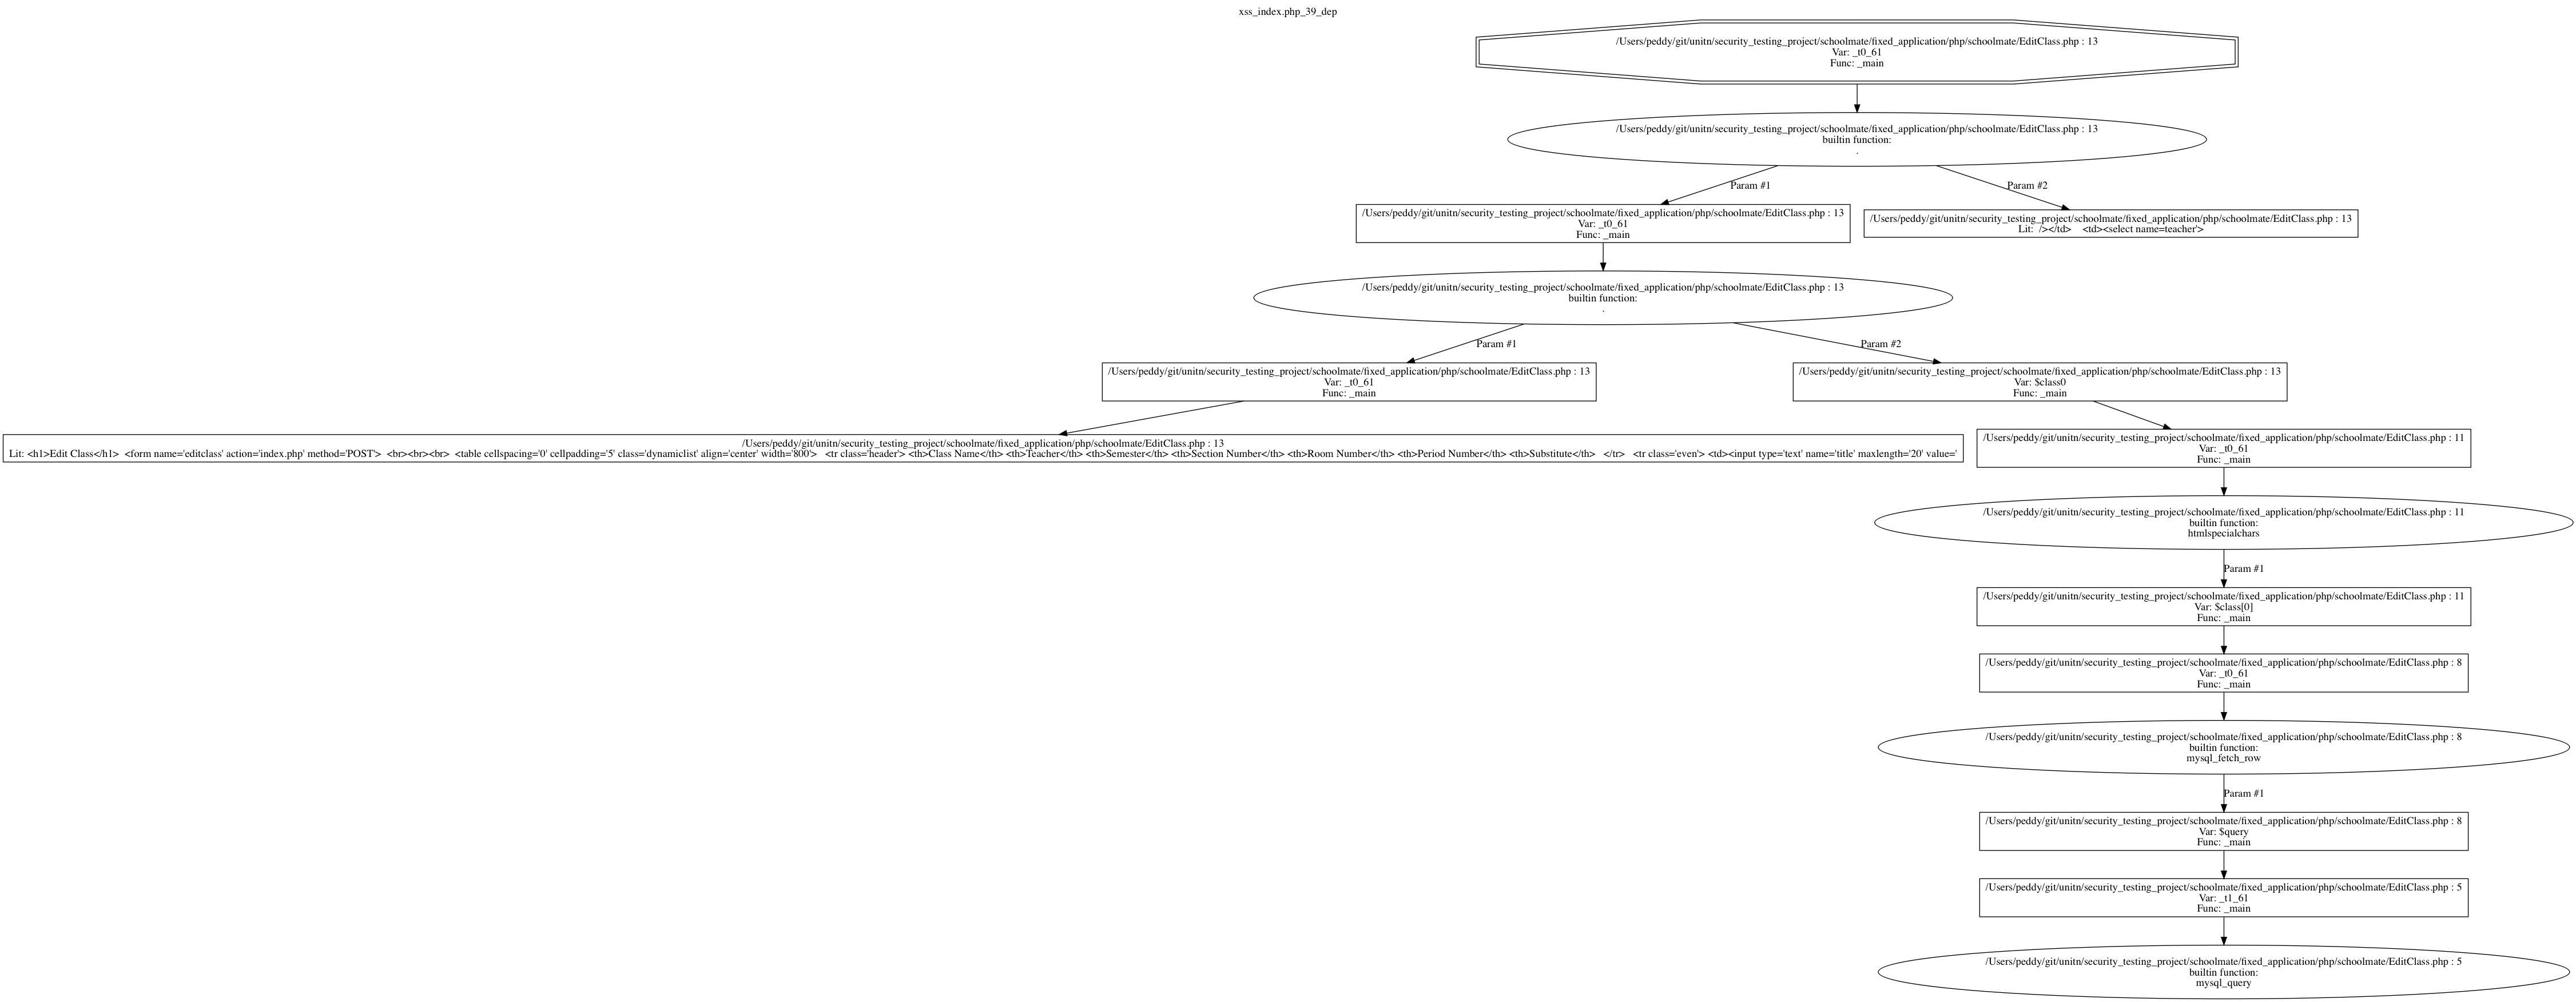 xss_index.php_39_dep
/Users/peddy/git/unitn/security_testing_project/schoolmate/fixed_application/php/schoolmate/EditClass.php : 13
Var: _t0_61
Func: _main
/Users/peddy/git/unitn/security_testing_project/schoolmate/fixed_application/php/schoolmate/EditClass.php : 13
builtin function:
.
Param #1
Param #2
/Users/peddy/git/unitn/security_testing_project/schoolmate/fixed_application/php/schoolmate/EditClass.php : 13
Var: _t0_61
Func: _main
/Users/peddy/git/unitn/security_testing_project/schoolmate/fixed_application/php/schoolmate/EditClass.php : 13
Lit:  /></td>    <td><select name=teacher'>
/Users/peddy/git/unitn/security_testing_project/schoolmate/fixed_application/php/schoolmate/EditClass.php : 13
builtin function:
.
Param #1
Param #2
/Users/peddy/git/unitn/security_testing_project/schoolmate/fixed_application/php/schoolmate/EditClass.php : 13
Var: _t0_61
Func: _main
/Users/peddy/git/unitn/security_testing_project/schoolmate/fixed_application/php/schoolmate/EditClass.php : 13
Var: $class0
Func: _main
/Users/peddy/git/unitn/security_testing_project/schoolmate/fixed_application/php/schoolmate/EditClass.php : 13
Lit: <h1>Edit Class</h1>  <form name='editclass' action='index.php' method='POST'>  <br><br><br>  <table cellspacing='0' cellpadding='5' class='dynamiclist' align='center' width='800'>   <tr class='header'> <th>Class Name</th> <th>Teacher</th> <th>Semester</th> <th>Section Number</th> <th>Room Number</th> <th>Period Number</th> <th>Substitute</th>   </tr>   <tr class='even'> <td><input type='text' name='title' maxlength='20' value='
/Users/peddy/git/unitn/security_testing_project/schoolmate/fixed_application/php/schoolmate/EditClass.php : 11
Var: _t0_61
Func: _main
/Users/peddy/git/unitn/security_testing_project/schoolmate/fixed_application/php/schoolmate/EditClass.php : 11
builtin function:
htmlspecialchars
Param #1
/Users/peddy/git/unitn/security_testing_project/schoolmate/fixed_application/php/schoolmate/EditClass.php : 11
Var: $class[0]
Func: _main
/Users/peddy/git/unitn/security_testing_project/schoolmate/fixed_application/php/schoolmate/EditClass.php : 8
Var: _t0_61
Func: _main
/Users/peddy/git/unitn/security_testing_project/schoolmate/fixed_application/php/schoolmate/EditClass.php : 8
builtin function:
mysql_fetch_row
Param #1
/Users/peddy/git/unitn/security_testing_project/schoolmate/fixed_application/php/schoolmate/EditClass.php : 8
Var: $query
Func: _main
/Users/peddy/git/unitn/security_testing_project/schoolmate/fixed_application/php/schoolmate/EditClass.php : 5
Var: _t1_61
Func: _main
/Users/peddy/git/unitn/security_testing_project/schoolmate/fixed_application/php/schoolmate/EditClass.php : 5
builtin function:
mysql_query